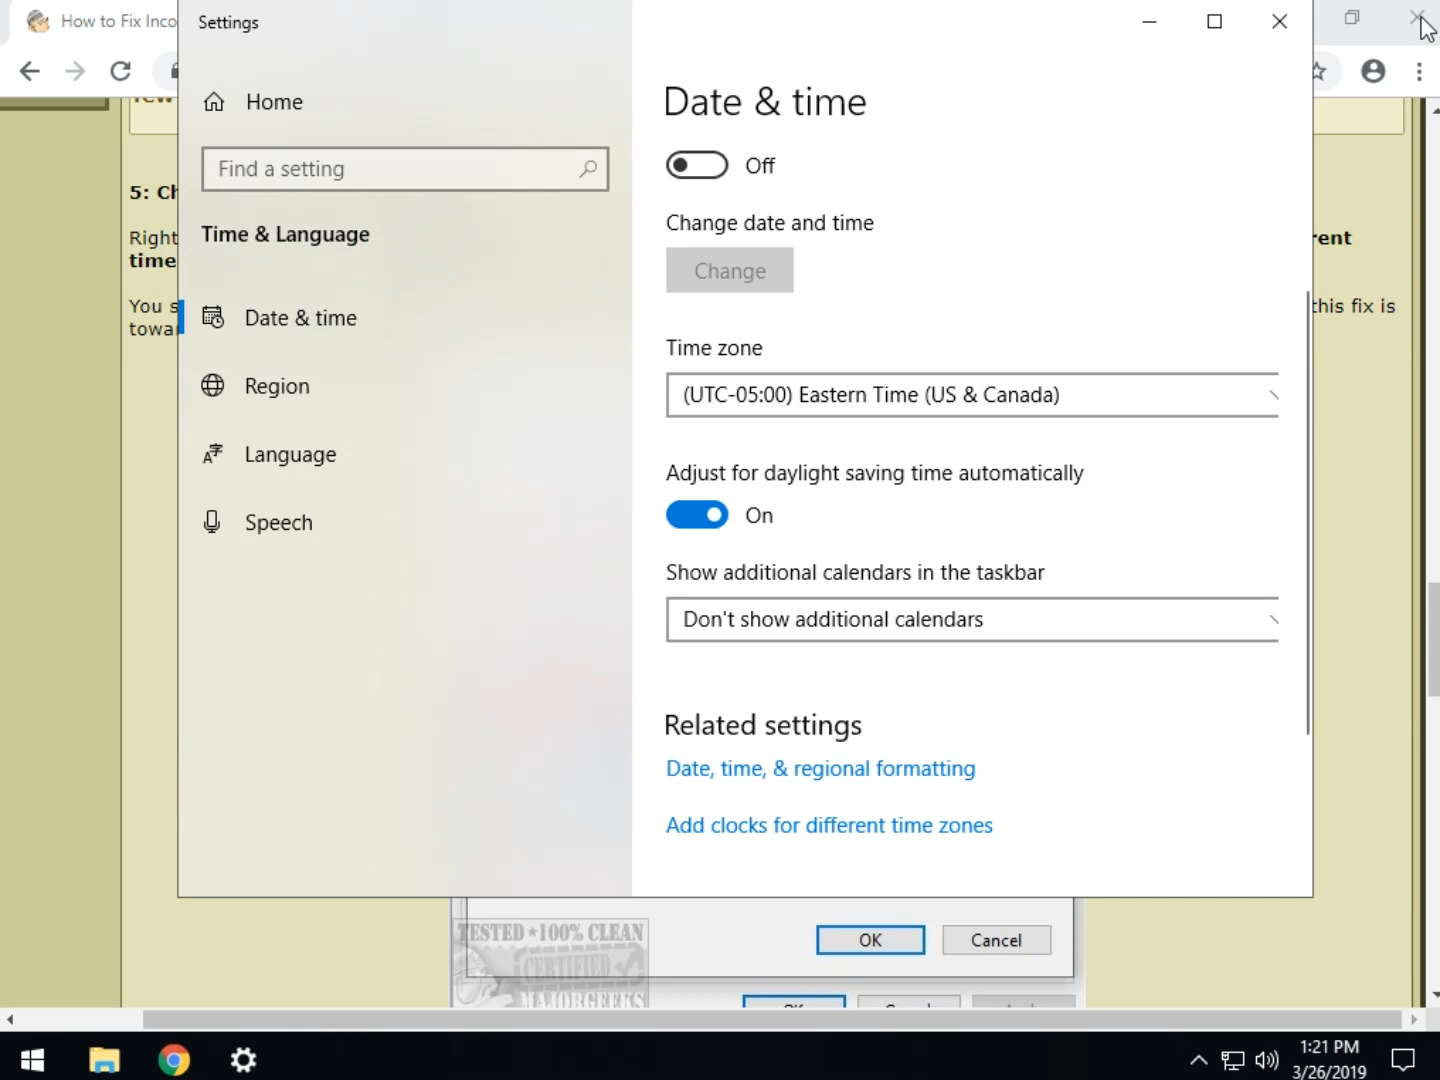 How to Fix Inco
Settings
Home
Find a setting
Time & Language
Date & time
Region
Language
Speech
Date & time
Off
Change date and time
Change
Time zone
(UTC-05:00) Eastern Time (US & Canada)
Adjust for daylight saving time automatically
On
Show additional calendars in the taskbar
Don't show additional calendars
Related settings
Date, time, & regional formatting
Add clocks for different time zones
5: Ch
Right
rent
time
You s
this fix is
towa
OK
Cancel
TESTED ★ 100% CLEAN
CERTIFIED
MAJORGEEKS
1:21 PM
3/26/2019